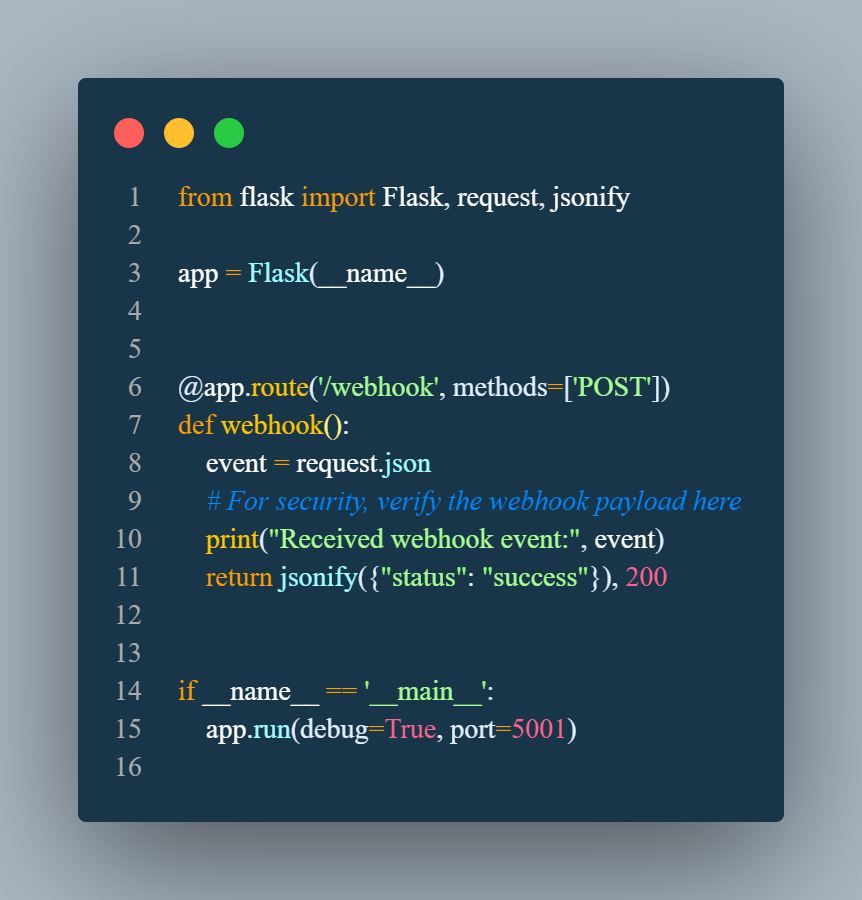 1 from flask import Flask, request, jsonify
2
3 app = Flask(__name__)
4
5
6 @app.route('/webhook', methods=['POST'])
7 def webhook():
8     event = request.json
9     # For security, verify the webhook payload here
10     print("Received webhook event:", event)
11     return jsonify({"status": "success"}), 200
12
13
14 if __name__ == '__main__':
15     app.run(debug=True, port=5001)
16